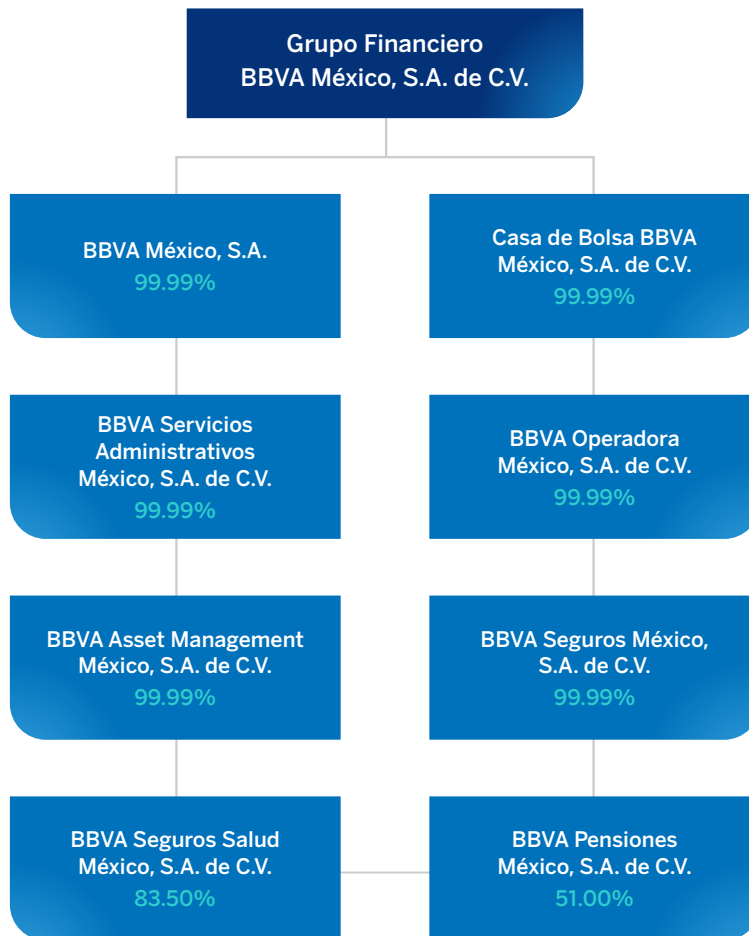 Grupo Financiero
BBVA México, S.A. de C.V.
BBVA México, S.A.
99.99%
Casa de Bolsa BBVA
México, S.A. de C.V.
99.99%
BBVA Servicios
Administrativos
México, S.A. de C.V.
99.99%
BBVA Operadora
México, S.A. de C.V.
99.99%
BBVA Asset Management
México, S.A. de C.V.
99.99%
BBVA Seguros México,
S.A. de C.V.
99.99%
BBVA Seguros Salud
México, S.A. de C.V.
83.50%
BBVA Pensiones
México, S.A. de C.V.
51.00%